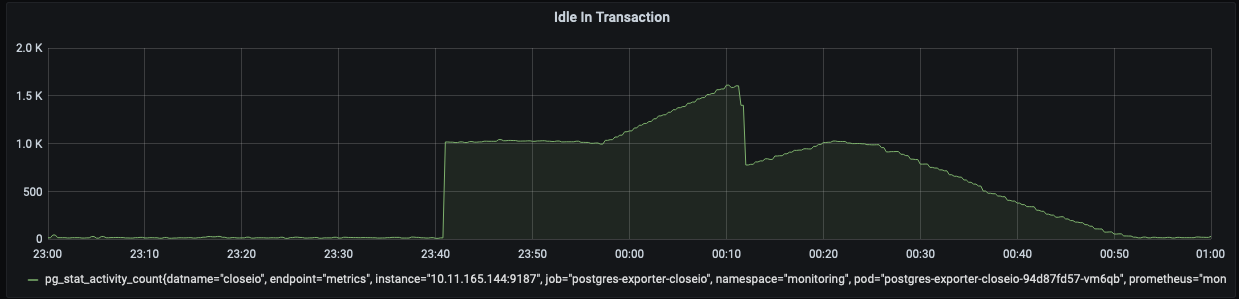 Idle In Transaction
2.0 K
1.5 K
1.0 K
500
0
23:00 23:10 23:20 23:30 23:40 23:50 00:00 00:10 00:20 00:30 00:40 00:50 01:00
pg_stat_activity_count{datname="closeio", endpoint="metrics", instance="10.11.165.144:9187", job="postgres-exporter-closeio", namespace="monitoring", pod="postgres-exporter-closeio-94d87fd57-vm6qb", prometheus="mon